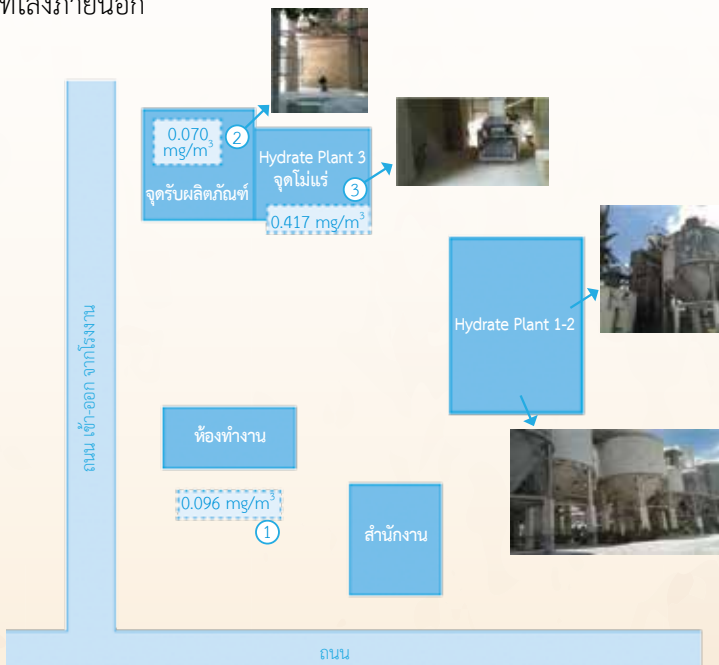 0.070
mg/m³
2
Hydrate Plant 3
จุดโม่แร่
3
จุดรับผลิตภัณฑ์
0.417 mg/m³
Hydrate Plant 1-2
ถนน เข้า-ออก จากโรงงาน
ห้องทำงาน
0.096 mg/m³
1
สำนักงาน
ถนน